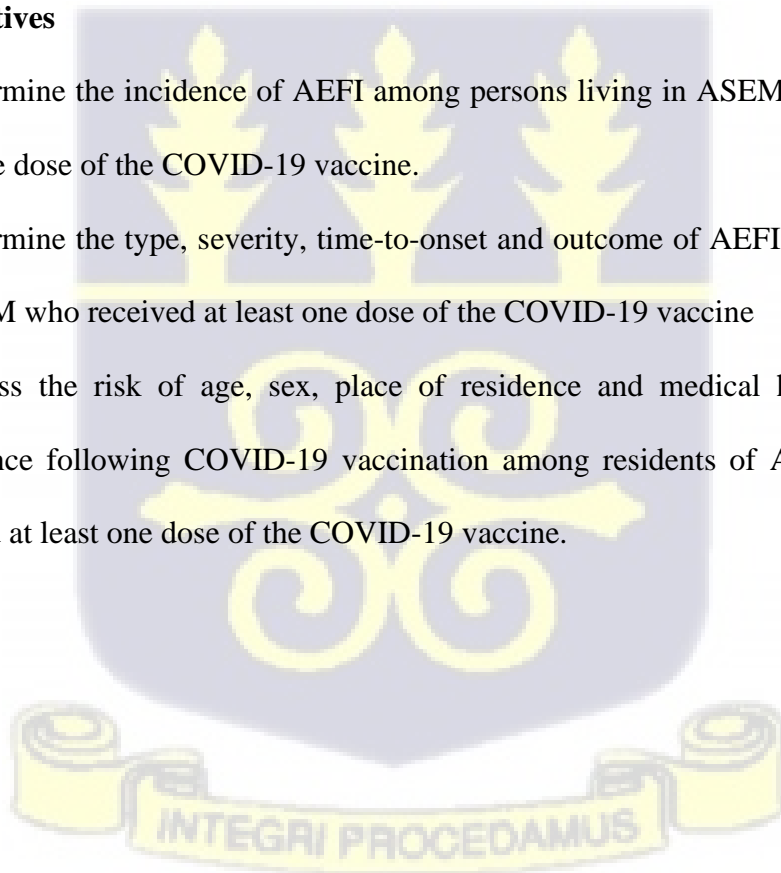 tives
rmine the incidence of AEFI among persons living in ASEM
e dose of the COVID-19 vaccine.
rmine the type, severity, time-to-onset and outcome of AEFI
M who received at least one dose of the COVID-19 vaccine
ss the risk of age, sex, place of residence and medical
nce following COVID-19 vaccination among residents of A
at least one dose of the COVID-19 vaccine.
INTEGRI PROCEDAMUS